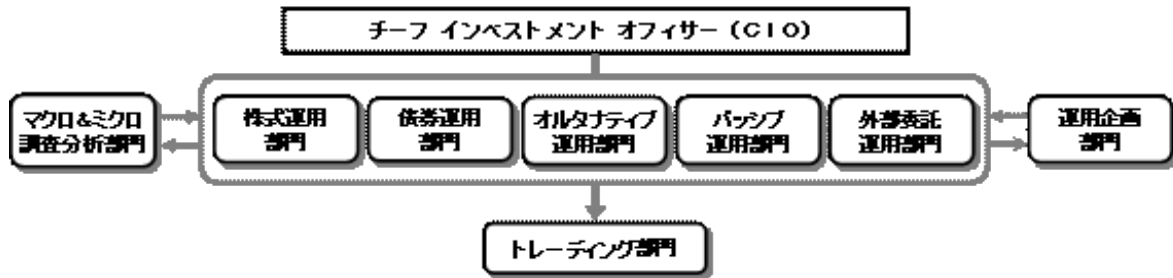 チーフ インベストメント オフィサー (CIO)
マクロ&ミクロ
調査分析部門
株式運用
部門
債券運用
部門
オルタナティブ
運用部門
パッシブ
運用部門
外部委託
運用部門
運用企画
部門
トレーディング部門